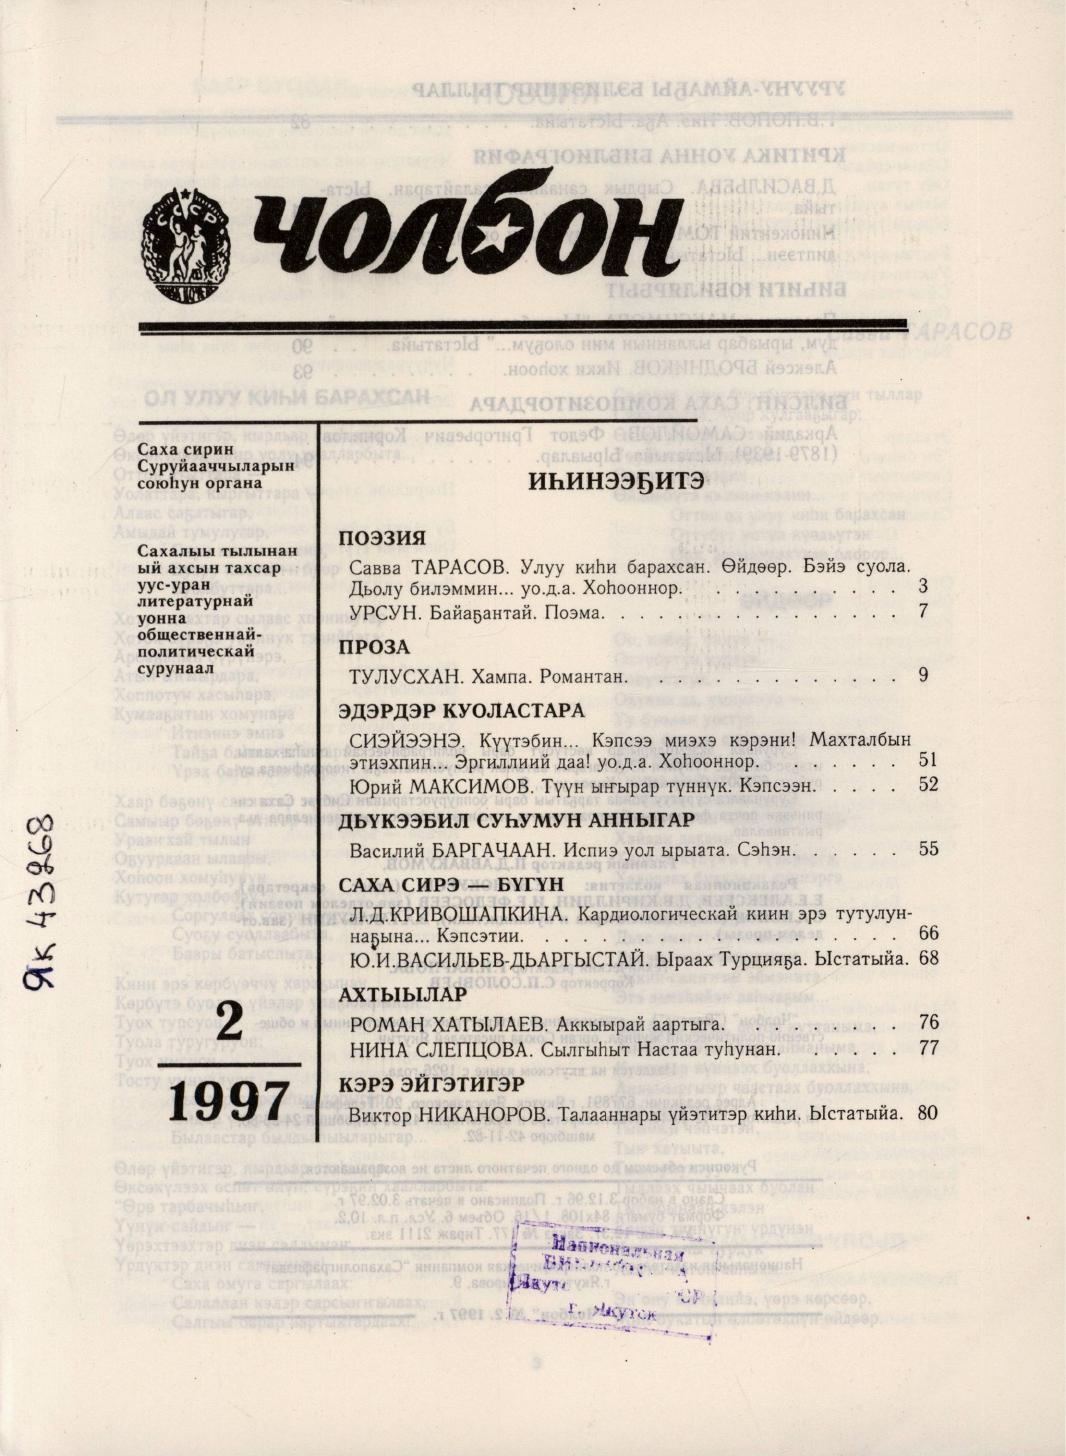 чолбон
Саха сирин
Суруйааччыларын
союһун органа
Сахалыы тылынан
ый ахсын тахсар
уус-уран
литературнай
уонна
общественнай-
политическай
сурунаал
2
1997
ИҺИНЭЭҔИТЭ
ПОЭЗИЯ
Савва ТАРАСОВ. Улуу киһи барахсан. Өйдөөр. Бэйэ суола.
Дьолу билэммин... уо.д.а. Хоһооннор. . . . . . . . . . . . 3
УРСУН. Байаҕантай. Поэма. . . . . . . . . . . . . . . . 7
ПРОЗА
ТУЛУСХАН. Хампа. Романтан. . . . . . . . . . . . . . . 9
ЭДЭРДЭР КУОЛАСТАРА
СИЭЙЭЭНЭ. Күүтэбин... Кэпсээ миэхэ кэрэни! Махталбын
этиэхпин... Эргиллиий даа! уо.д.а. Хоһооннор. . . . . . . . 51
Юрий МАКСИМОВ. Түүн ыҥырар түннүк. Кэпсээн. . . . . 52
ДЬҮКЭЭБИЛ СУҺУМУН АННЫГАР
Василий БАРГАЧААН. Испиэ уол ырыата. Сэһэн. . . . . . 55
САХА СИРЭ — БҮГҮН
Л.Д.КРИВОШАПКИНА. Кардиологическай киин эрэ тутулун-
наҕына... Кэпсэтии. . . . . . . . . . . . . . . . . . . . 66
Ю.И.ВАСИЛЬЕВ-ДЬАРГЫСТАЙ. Ыраах Турцияҕа. Ыстатыйа. 68
АХТЫЫЛАР
РОМАН ХАТЫЛАЕВ. Аккыырай аартыга. . . . . . . . . . 76
НИНА СЛЕПЦОВА. Сылгыһыт Настаа туһунан. . . . . . . 77
КЭРЭ ЭЙГЭТИГЭР
Виктор НИКАНОРОВ. Талааннары үйэтитэр киһи. Ыстатыйа. 80
Як 43868
Национальная
г. Якутск